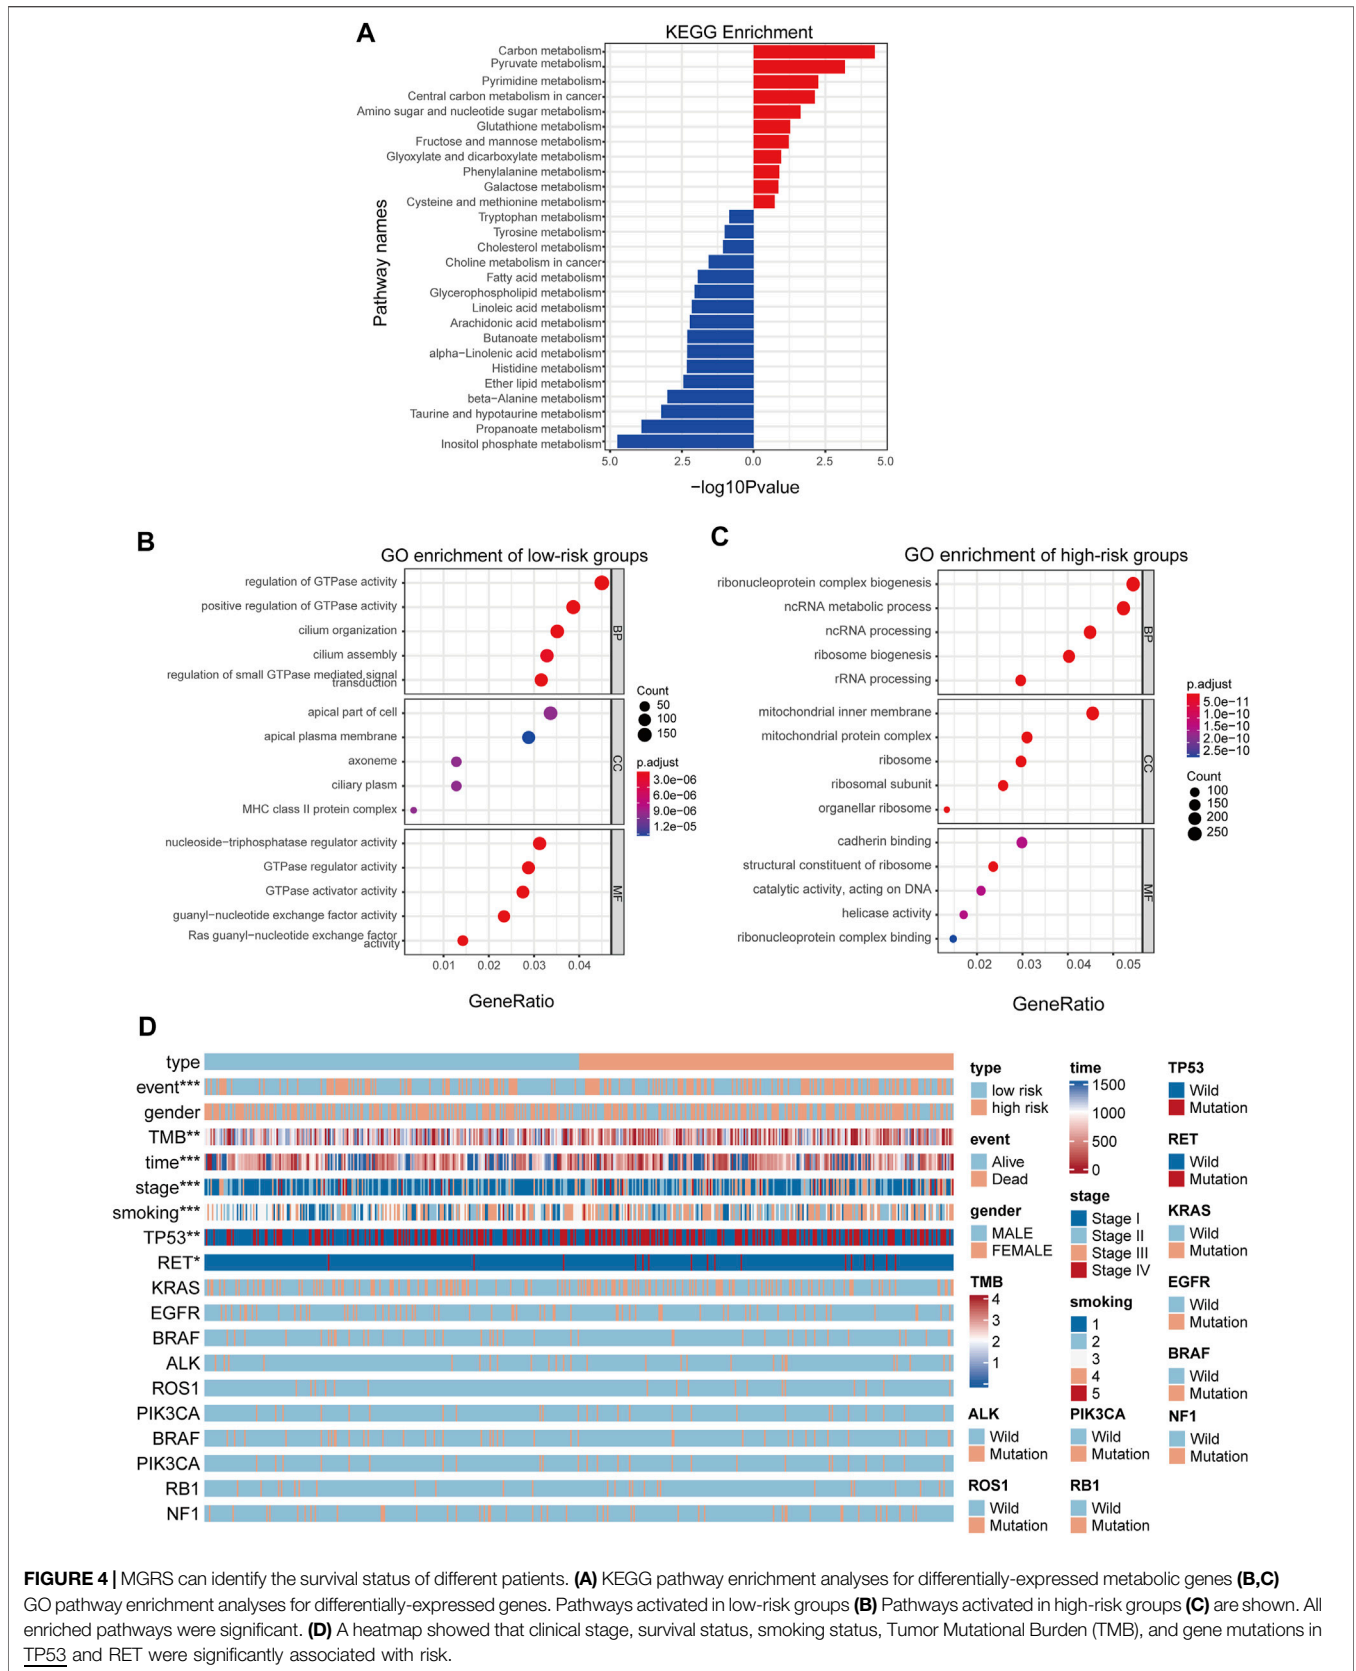 A
KEGG Enrichment
Pathway names
Carbon metabolism
Pyruvate metabolism
Pyrimidine metabolism
Central carbon metabolism in cancer
Amino sugar and nucleotide sugar metabolism
Glutathione metabolism
Fructose and mannose metabolism
Glyoxylate and dicarboxylate metabolism
Phenylalanine metabolism
Galactose metabolism
Cysteine and methionine metabolism
Tryptophan metabolism
Tyrosine metabolism
Cholesterol metabolism
Choline metabolism in cancer
Fatty acid metabolism
Glycerophospholipid metabolism
Linoleic acid metabolism
Arachidonic acid metabolism
Butanoate metabolism
alpha−Linolenic acid metabolism
Histidine metabolism
Ether lipid metabolism
beta−Alanine metabolism
Taurine and hypotaurine metabolism
Propanoate metabolism
Inositol phosphate metabolism
5.0 2.5 0.0 2.5 5.0
−log10Pvalue
B
GO enrichment of low-risk groups
regulation of GTPase activity
positive regulation of GTPase activity
cilium organization
cilium assembly
regulation of small GTPase mediated signal
transduction
BP
apical part of cell
apical plasma membrane
axoneme
ciliary plasm
MHC class II protein complex
CC
nucleoside−triphosphatase regulator activity
GTPase regulator activity
GTPase activator activity
guanyl−nucleotide exchange factor activity
Ras guanyl−nucleotide exchange factor
activity
MF
0.01 0.02 0.03 0.04
GeneRatio
Count
50
100
150
p.adjust
3.0e−06
6.0e−06
9.0e−06
1.2e−05
C
GO enrichment of high-risk groups
ribonucleoprotein complex biogenesis
ncRNA metabolic process
ncRNA processing
ribosome biogenesis
rRNA processing
BP
mitochondrial inner membrane
mitochondrial protein complex
ribosome
ribosomal subunit
organellar ribosome
CC
cadherin binding
structural constituent of ribosome
catalytic activity, acting on DNA
helicase activity
ribonucleoprotein complex binding
MF
0.02 0.03 0.04 0.05
GeneRatio
p.adjust
5.0e−11
1.0e−10
1.5e−10
2.0e−10
2.5e−10
Count
100
150
200
250
D
type
event***
gender
TMB**
time***
stage***
smoking***
TP53**
RET*
KRAS
EGFR
BRAF
ALK
ROS1
PIK3CA
BRAF
PIK3CA
RB1
NF1
type
low risk
high risk
event
Alive
Dead
gender
MALE
FEMALE
TMB
4
3
2
1
ALK
Wild
Mutation
ROS1
Wild
Mutation
time
1500
1000
500
0
stage
Stage I
Stage II
Stage III
Stage IV
smoking
1
2
3
4
5
PIK3CA
Wild
Mutation
RB1
Wild
Mutation
TP53
Wild
Mutation
RET
Wild
Mutation
KRAS
Wild
Mutation
EGFR
Wild
Mutation
BRAF
Wild
Mutation
NF1
Wild
Mutation
FIGURE 4 | MGRS can identify the survival status of different patients. (A) KEGG pathway enrichment analyses for differentially-expressed metabolic genes (B,C)
GO pathway enrichment analyses for differentially-expressed genes. Pathways activated in low-risk groups (B) Pathways activated in high-risk groups (C) are shown. All
enriched pathways were significant. (D) A heatmap showed that clinical stage, survival status, smoking status, Tumor Mutational Burden (TMB), and gene mutations in
TP53 and RET were significantly associated with risk.